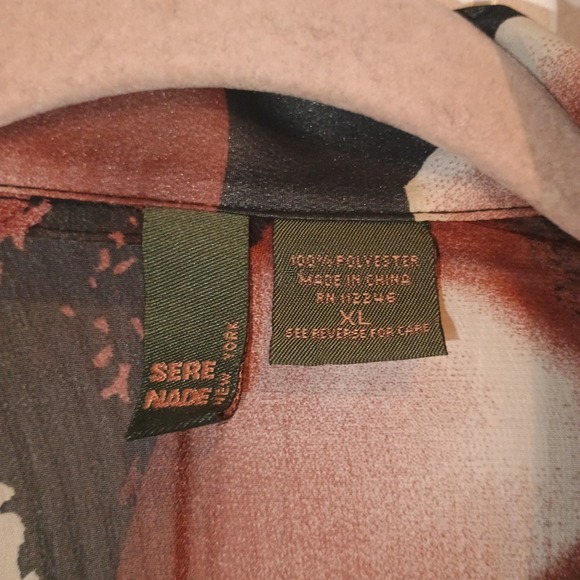 SERE
NADE
NEW YORK
100% POLYESTER
MADE IN CHINA
RN 112246
XL
SEE REVERSE FOR CARE